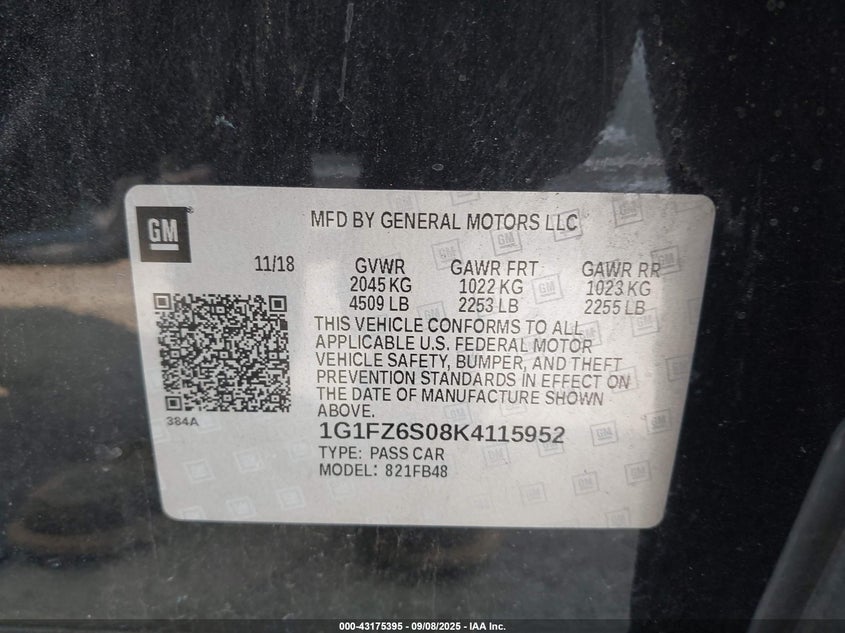 GM
MFD BY GENERAL MOTORS LLC
11/18 GVWR GAWR FRT GAWR RR
2045 KG 1022 KG 1023 KG
4509 LB 2253 LB 2255 LB
THIS VEHICLE CONFORMS TO ALL
APPLICABLE U.S. FEDERAL MOTOR
VEHICLE SAFETY, BUMPER, AND THEFT
PREVENTION STANDARDS IN EFFECT ON
THE DATE OF MANUFACTURE SHOWN
ABOVE.
384A
1G1FZ6S08K4115952
TYPE: PASS CAR
MODEL: 821FB48
000-43175395 - 09/08/2025 - IAA Inc.